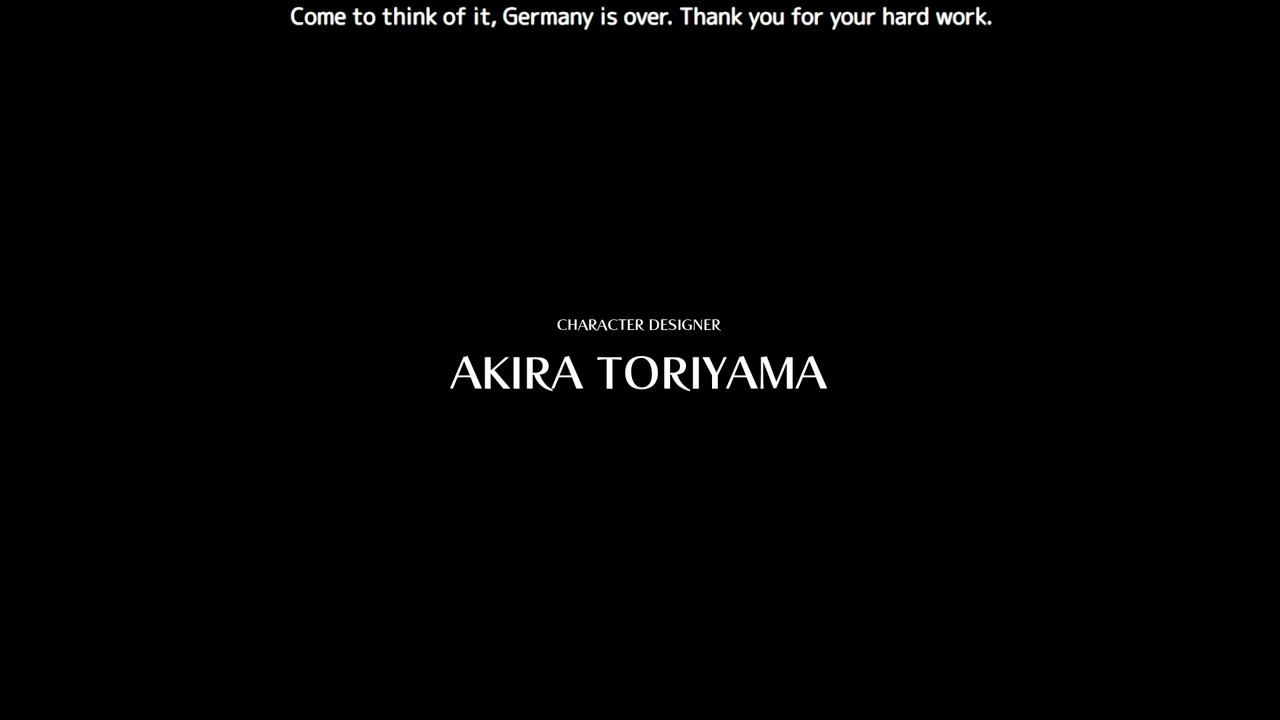 Come to think of it, Germany is over. Thank you for your hard work.
CHARACTER DESIGNER
AKIRA TORIYAMA